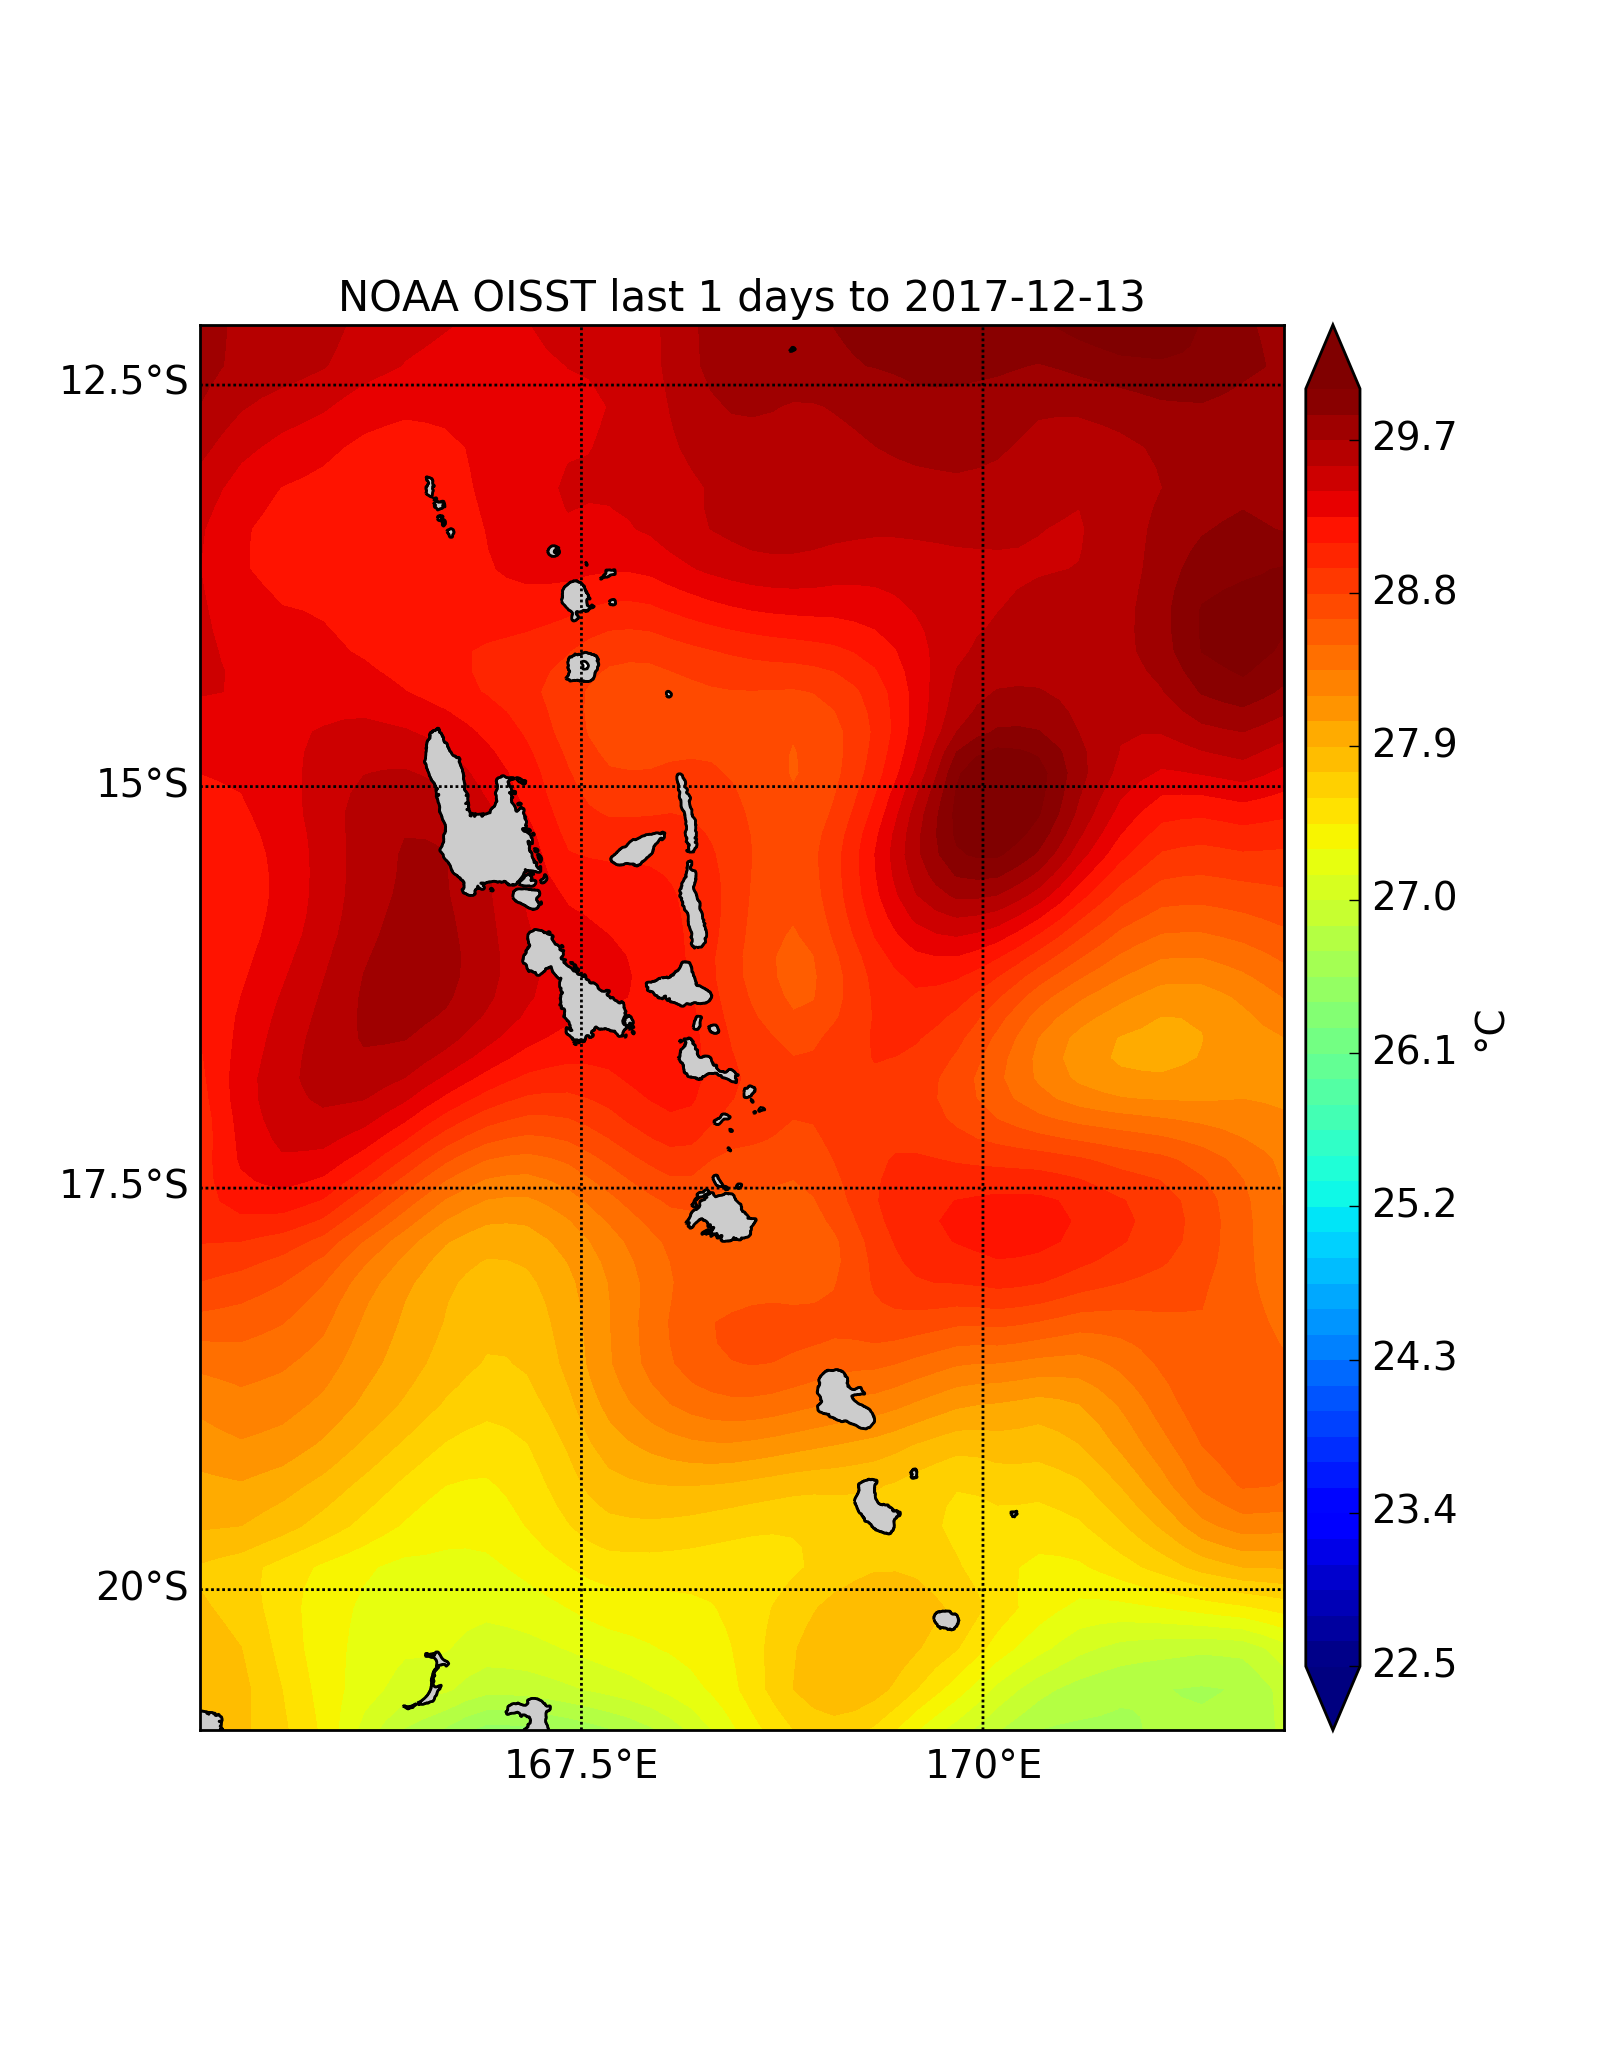 NOAA OISST last 1 days to 2017-12-13
12.5°S
15°S
17.5°S
20°S
167.5°E
170°E
29.7
28.8
27.9
27.0
26.1
25.2
24.3
23.4
22.5
°C